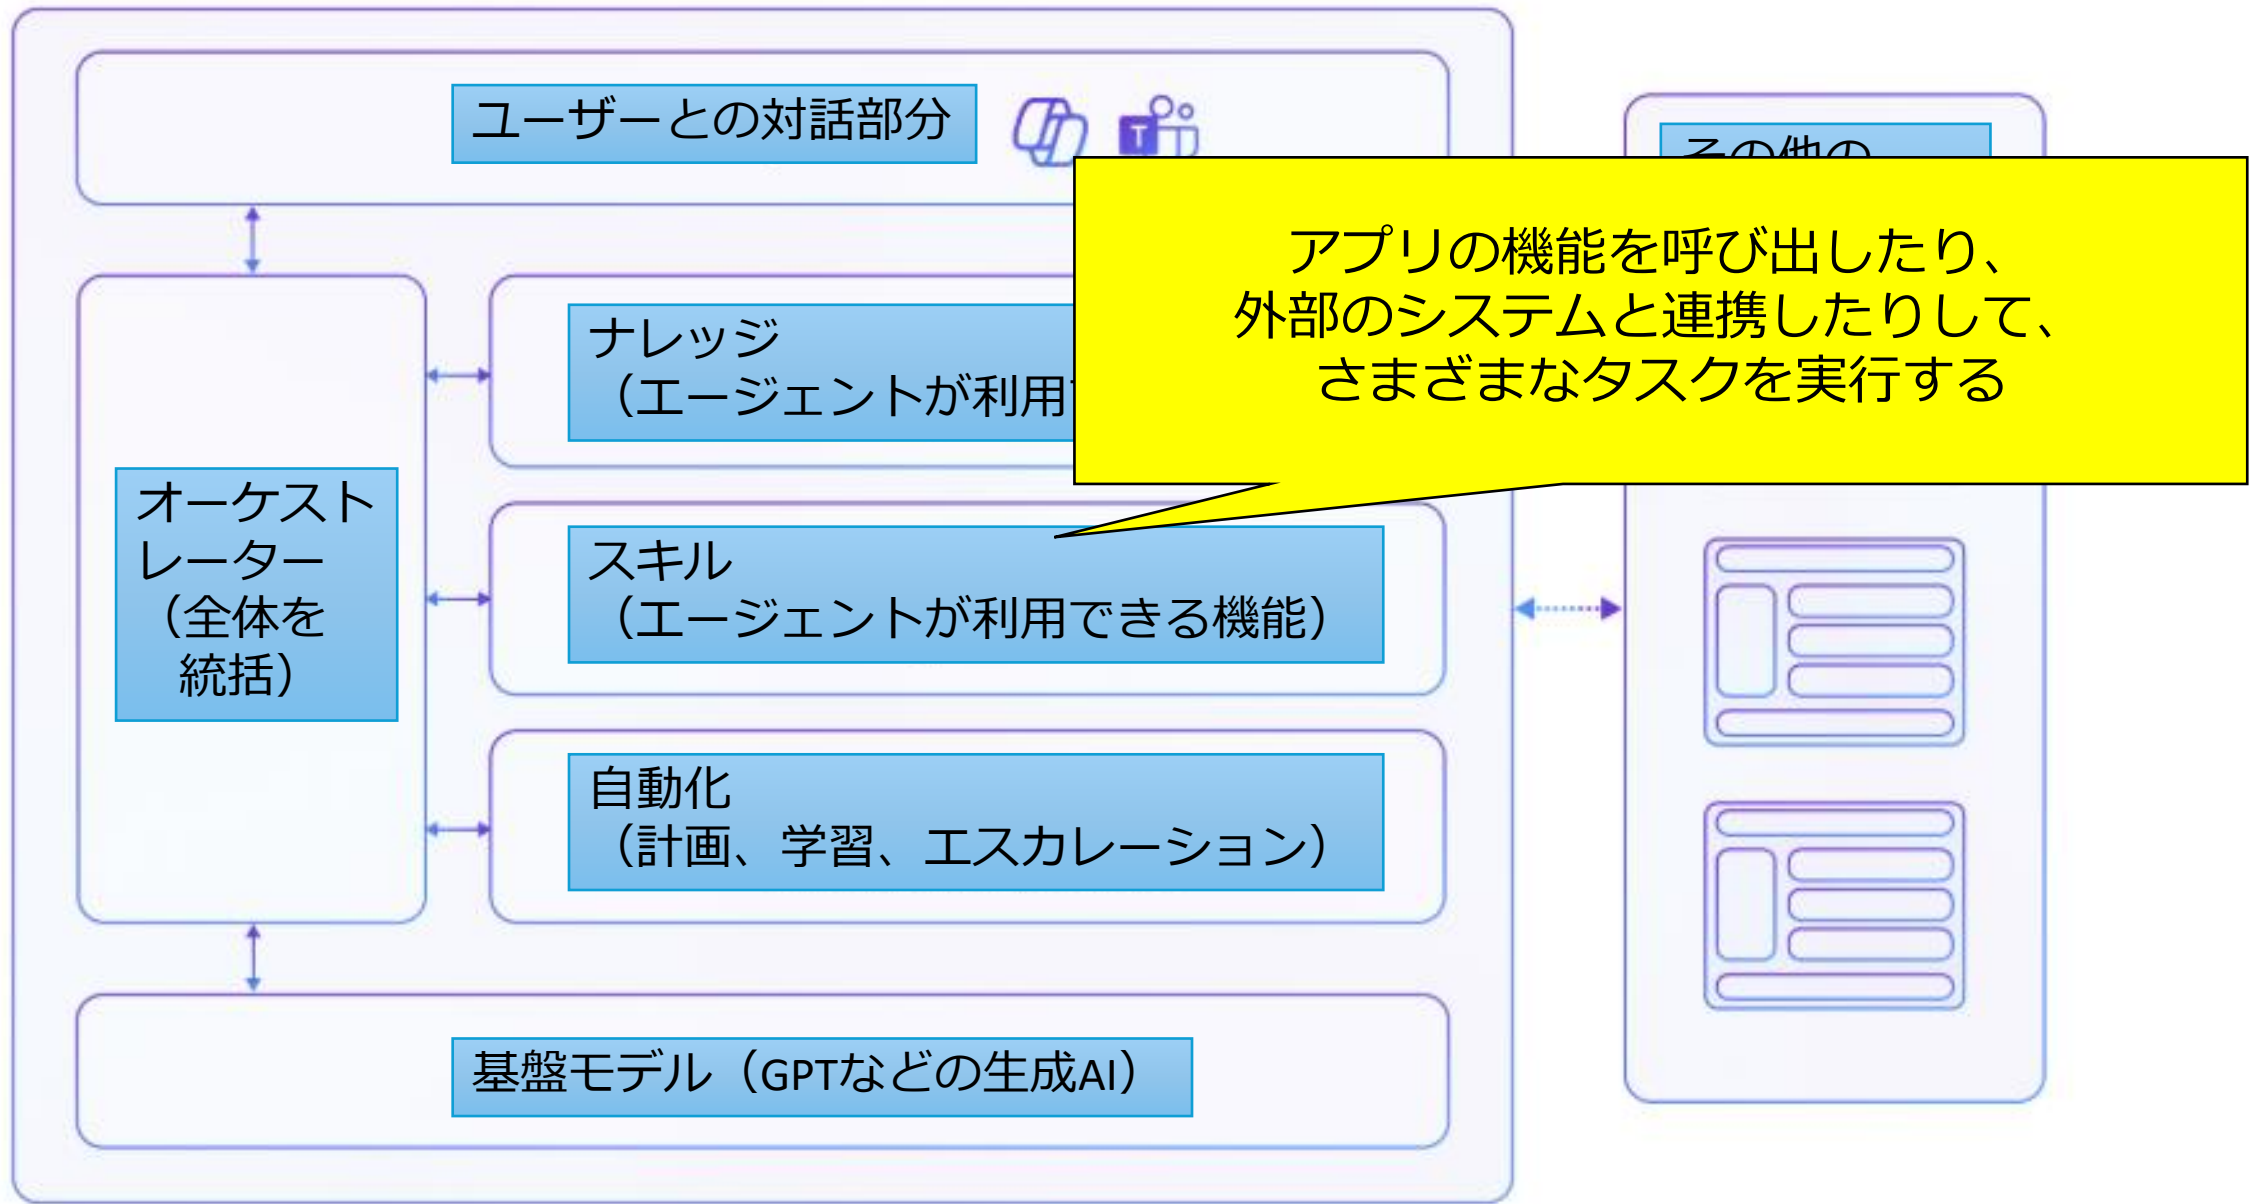 ユーザーとの対話部分
T
その他の
アプリの機能を呼び出したり、
外部のシステムと連携したりして、
さまざまなタスクを実行する
ナレッジ
（エージェントが利用
オーケスト
レーター
（全体を
統括）
スキル
（エージェントが利用できる機能）
自動化
（計画、学習、エスカレーション）
基盤モデル（GPTなどの生成AI）